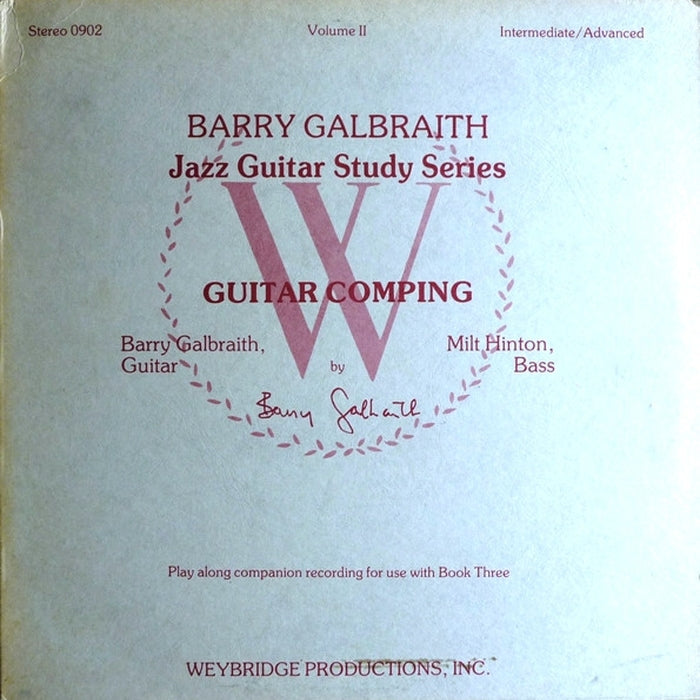 Stereo 0902
Volume II
Intermediate/Advanced
BARRY GALBRAITH
Jazz Guitar Study Series
W
GUITAR COMPING
Barry Galbraith,
Guitar
by
Milt Hinton,
Bass
Barry Galbraith
Play along companion recording for use with Book Three
WEYBRIDGE PRODUCTIONS, INC.